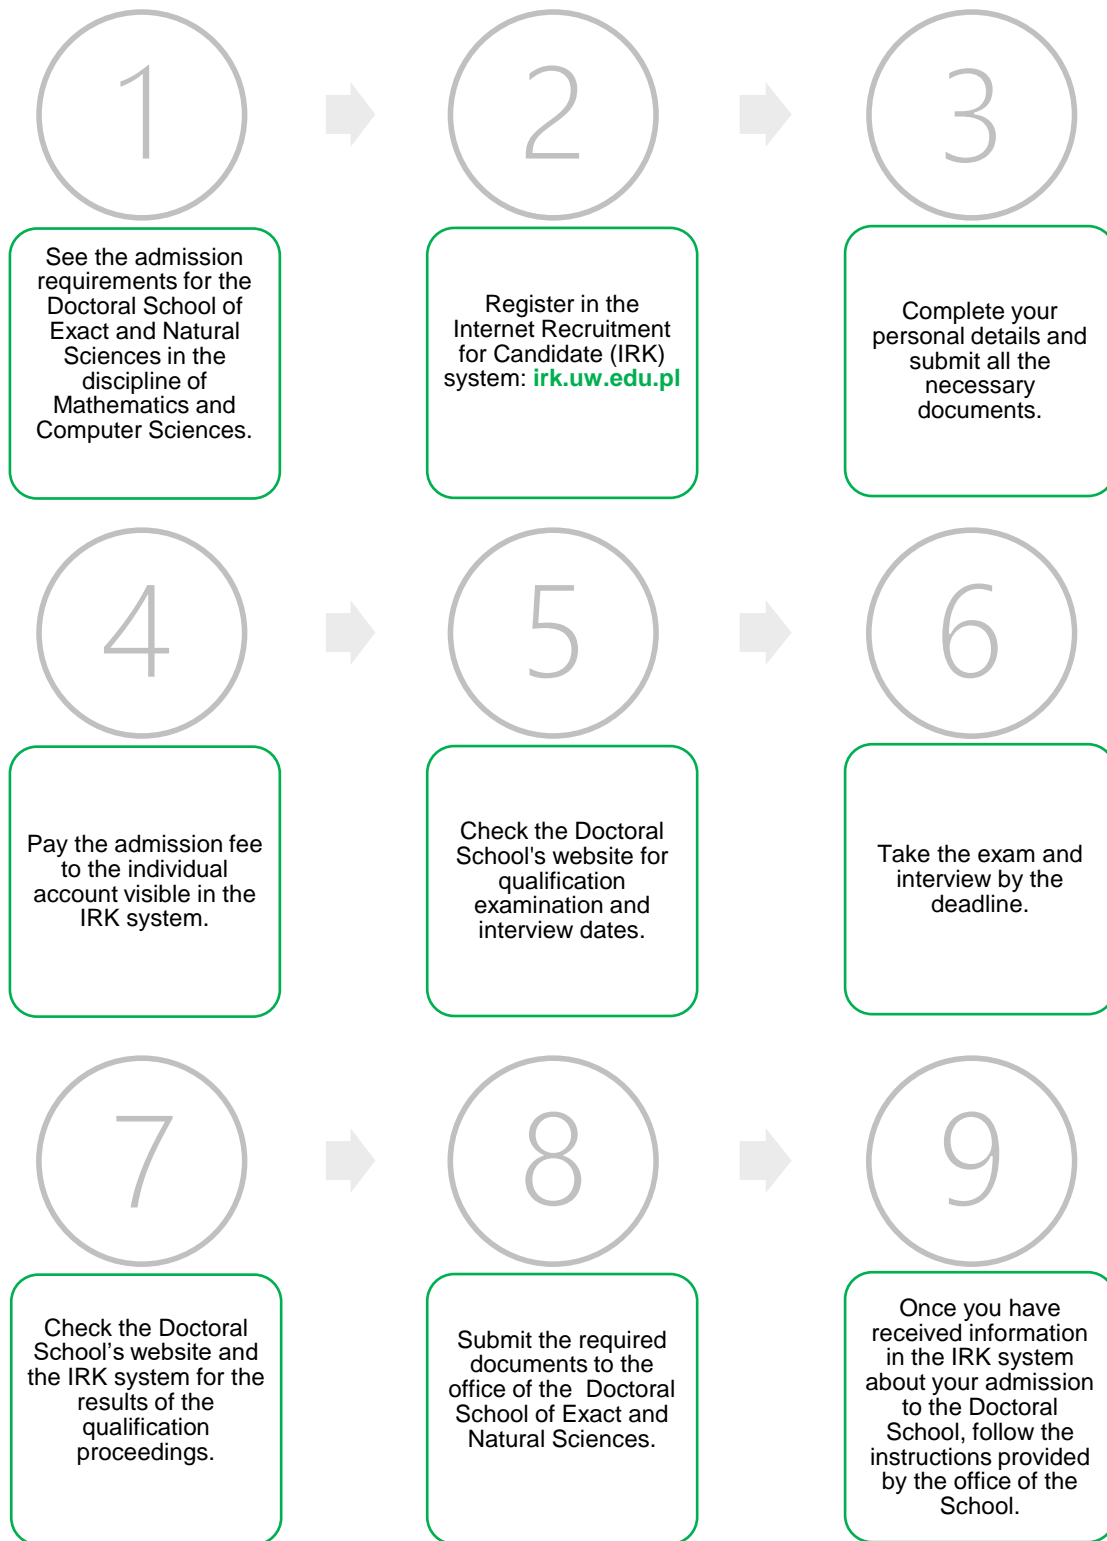 1
See the admission
requirements for the
Doctoral School of
Exact and Natural
Sciences in the
discipline of
Mathematics and
Computer Sciences.
2
Register in the
Internet Recruitment
for Candidate (IRK)
system: irk.uw.edu.pl
3
Complete your
personal details and
submit all the
necessary
documents.
4
Pay the admission fee
to the individual
account visible in the
IRK system.
5
Check the Doctoral
School's website for
qualification
examination and
interview dates.
6
Take the exam and
interview by the
deadline.
7
Check the Doctoral
School’s website and
the IRK system for the
results of the
qualification
proceedings.
8
Submit the required
documents to the
office of the  Doctoral
School of Exact and
Natural Sciences.
9
Once you have
received information
in the IRK system
about your admission
to the Doctoral
School, follow the
instructions provided
by the office of the
School.